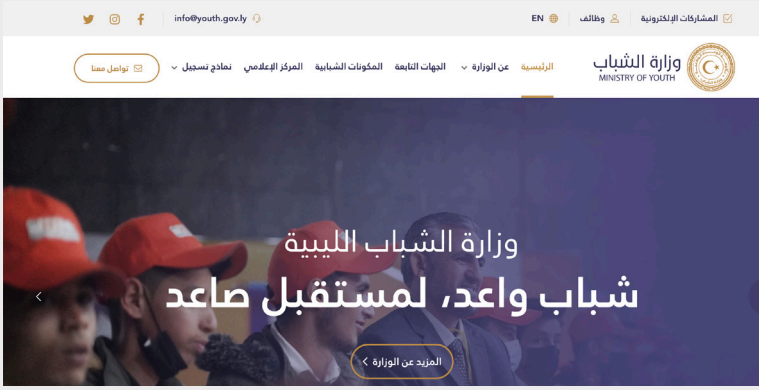 المشاركات الإلكترونية
وظائف
EN
info@youth.gov.ly
وزارة الشباب
MINISTRY OF YOUTH
الرئيسية
عن الوزارة
الجهات التابعة
المكونات الشبابية
المركز الإعلامي
نماذج تسجيل
تواصل معنا
وزارة الشباب الليبية
شباب واعد، لمستقبل صاعد
المزيد عن الوزارة